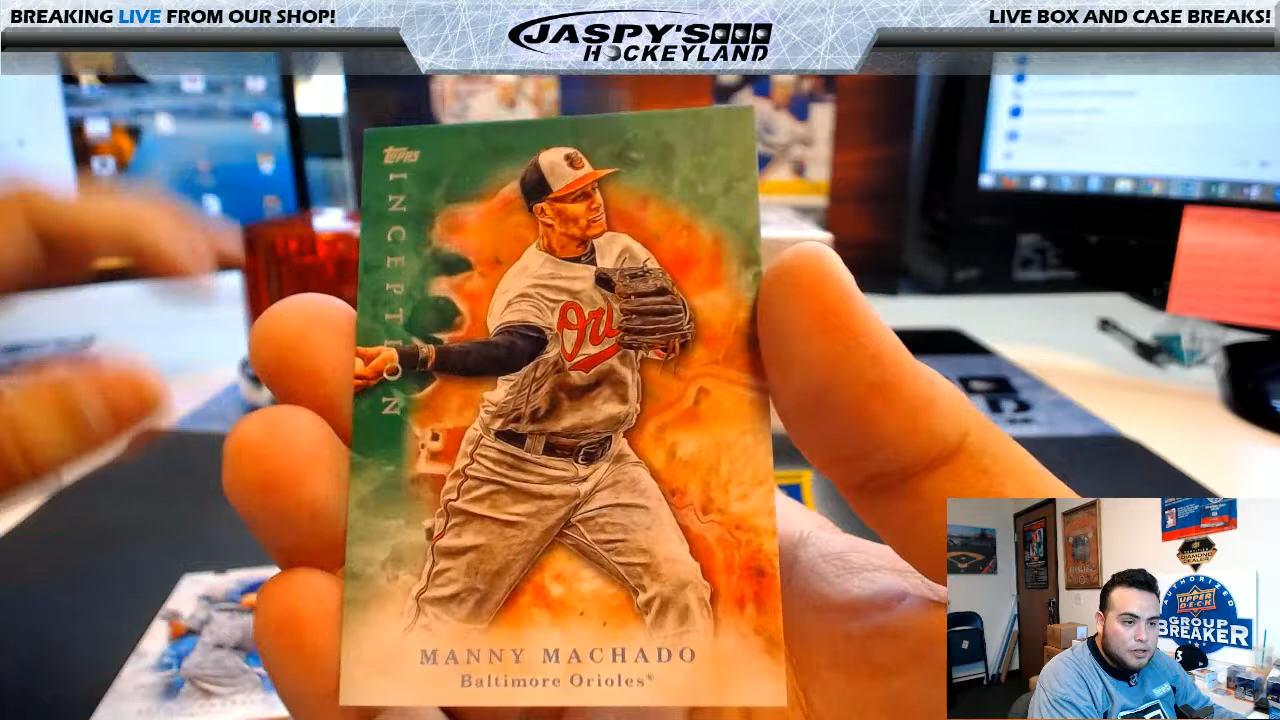 BREAKING LIVE FROM OUR SHOP!
JASPY'S
HOCKEYLAND
LIVE BOX AND CASE BREAKS!
TOPPS
INCEPTION
MANNY MACHADO
Baltimore Orioles®
AUTHORIZED
UPPER DECK
GROUP
BREAKER